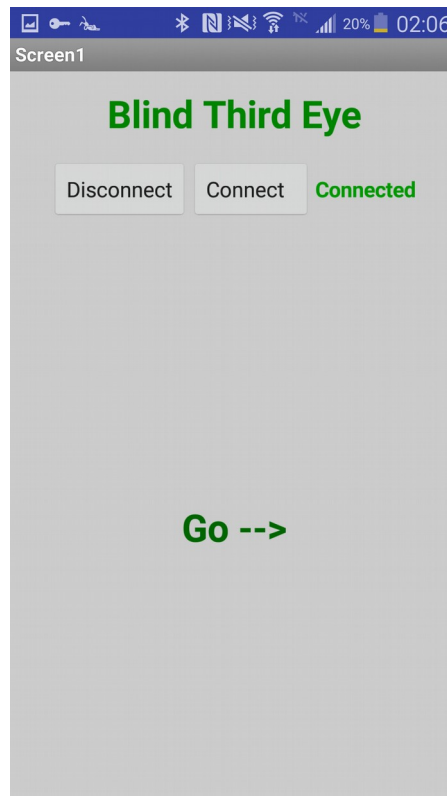 20% 02:06
Screen1
Blind Third Eye
Disconnect Connect Connected
Go -->